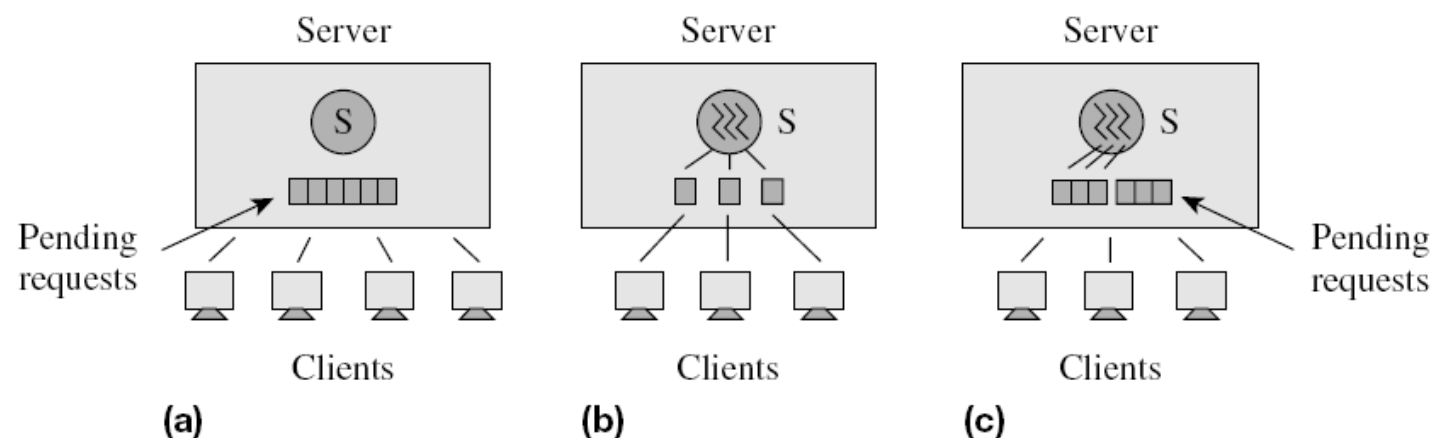 Server
Server
Server
S
S
S
Pending
requests
Pending
requests
Clients
Clients
Clients
(a)
(b)
(c)